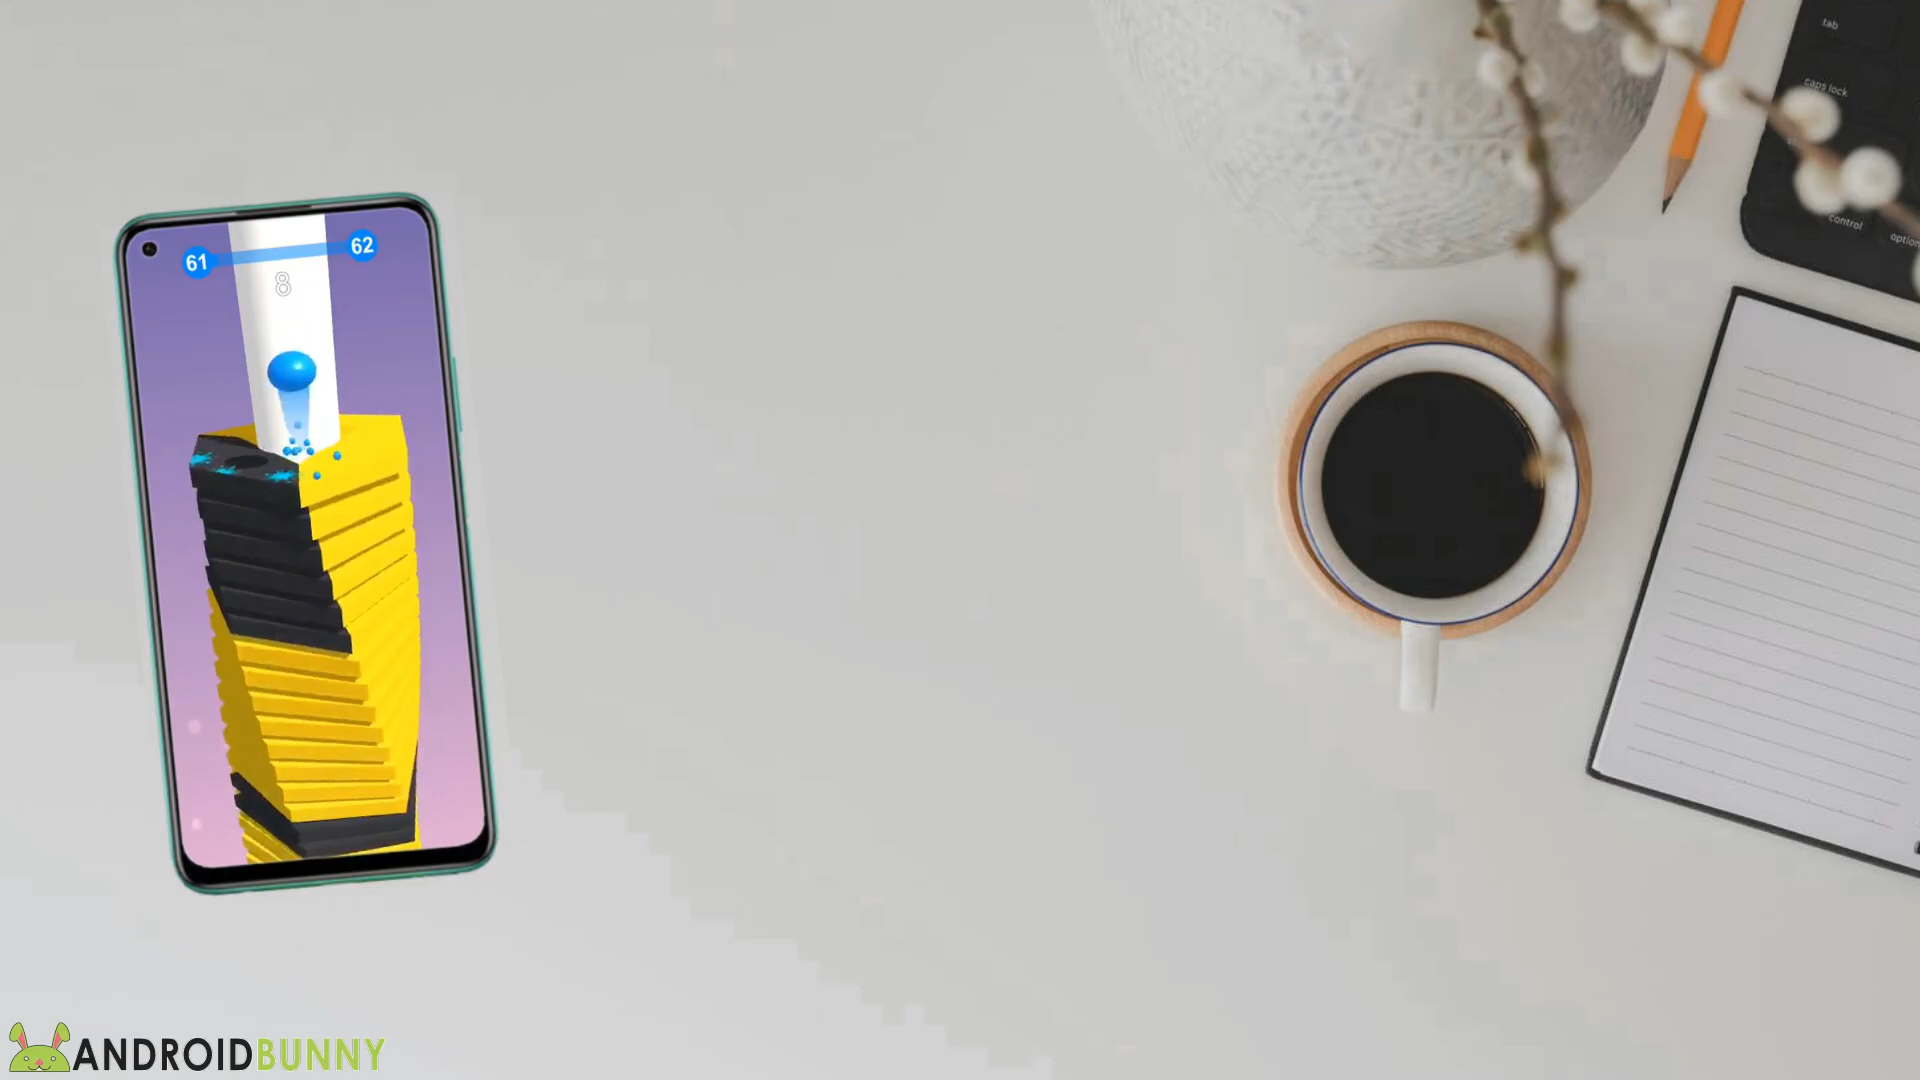 61
62
8
tab
caps lock
control
option
ANDROIDBUNNY